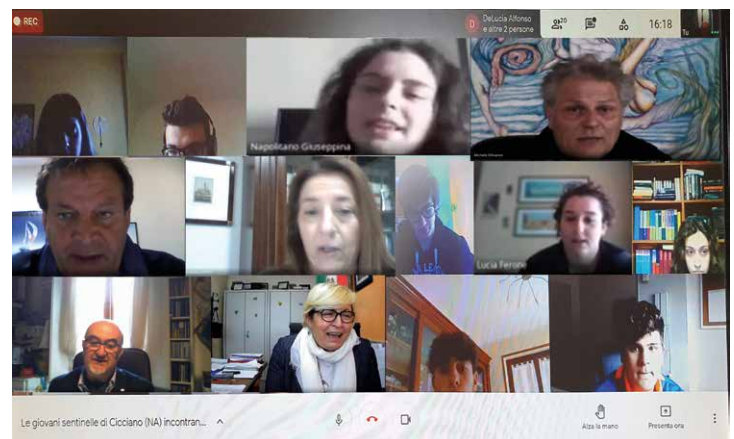 REC
D
DeLucia Alfonso
e altre 2 persone
20
16:18
Tu
Napolitano Giuseppina
Lucia Ferone
Le giovani sentinelle di Cicciano (NA) incontran...
Alza la mano
Presenta ora